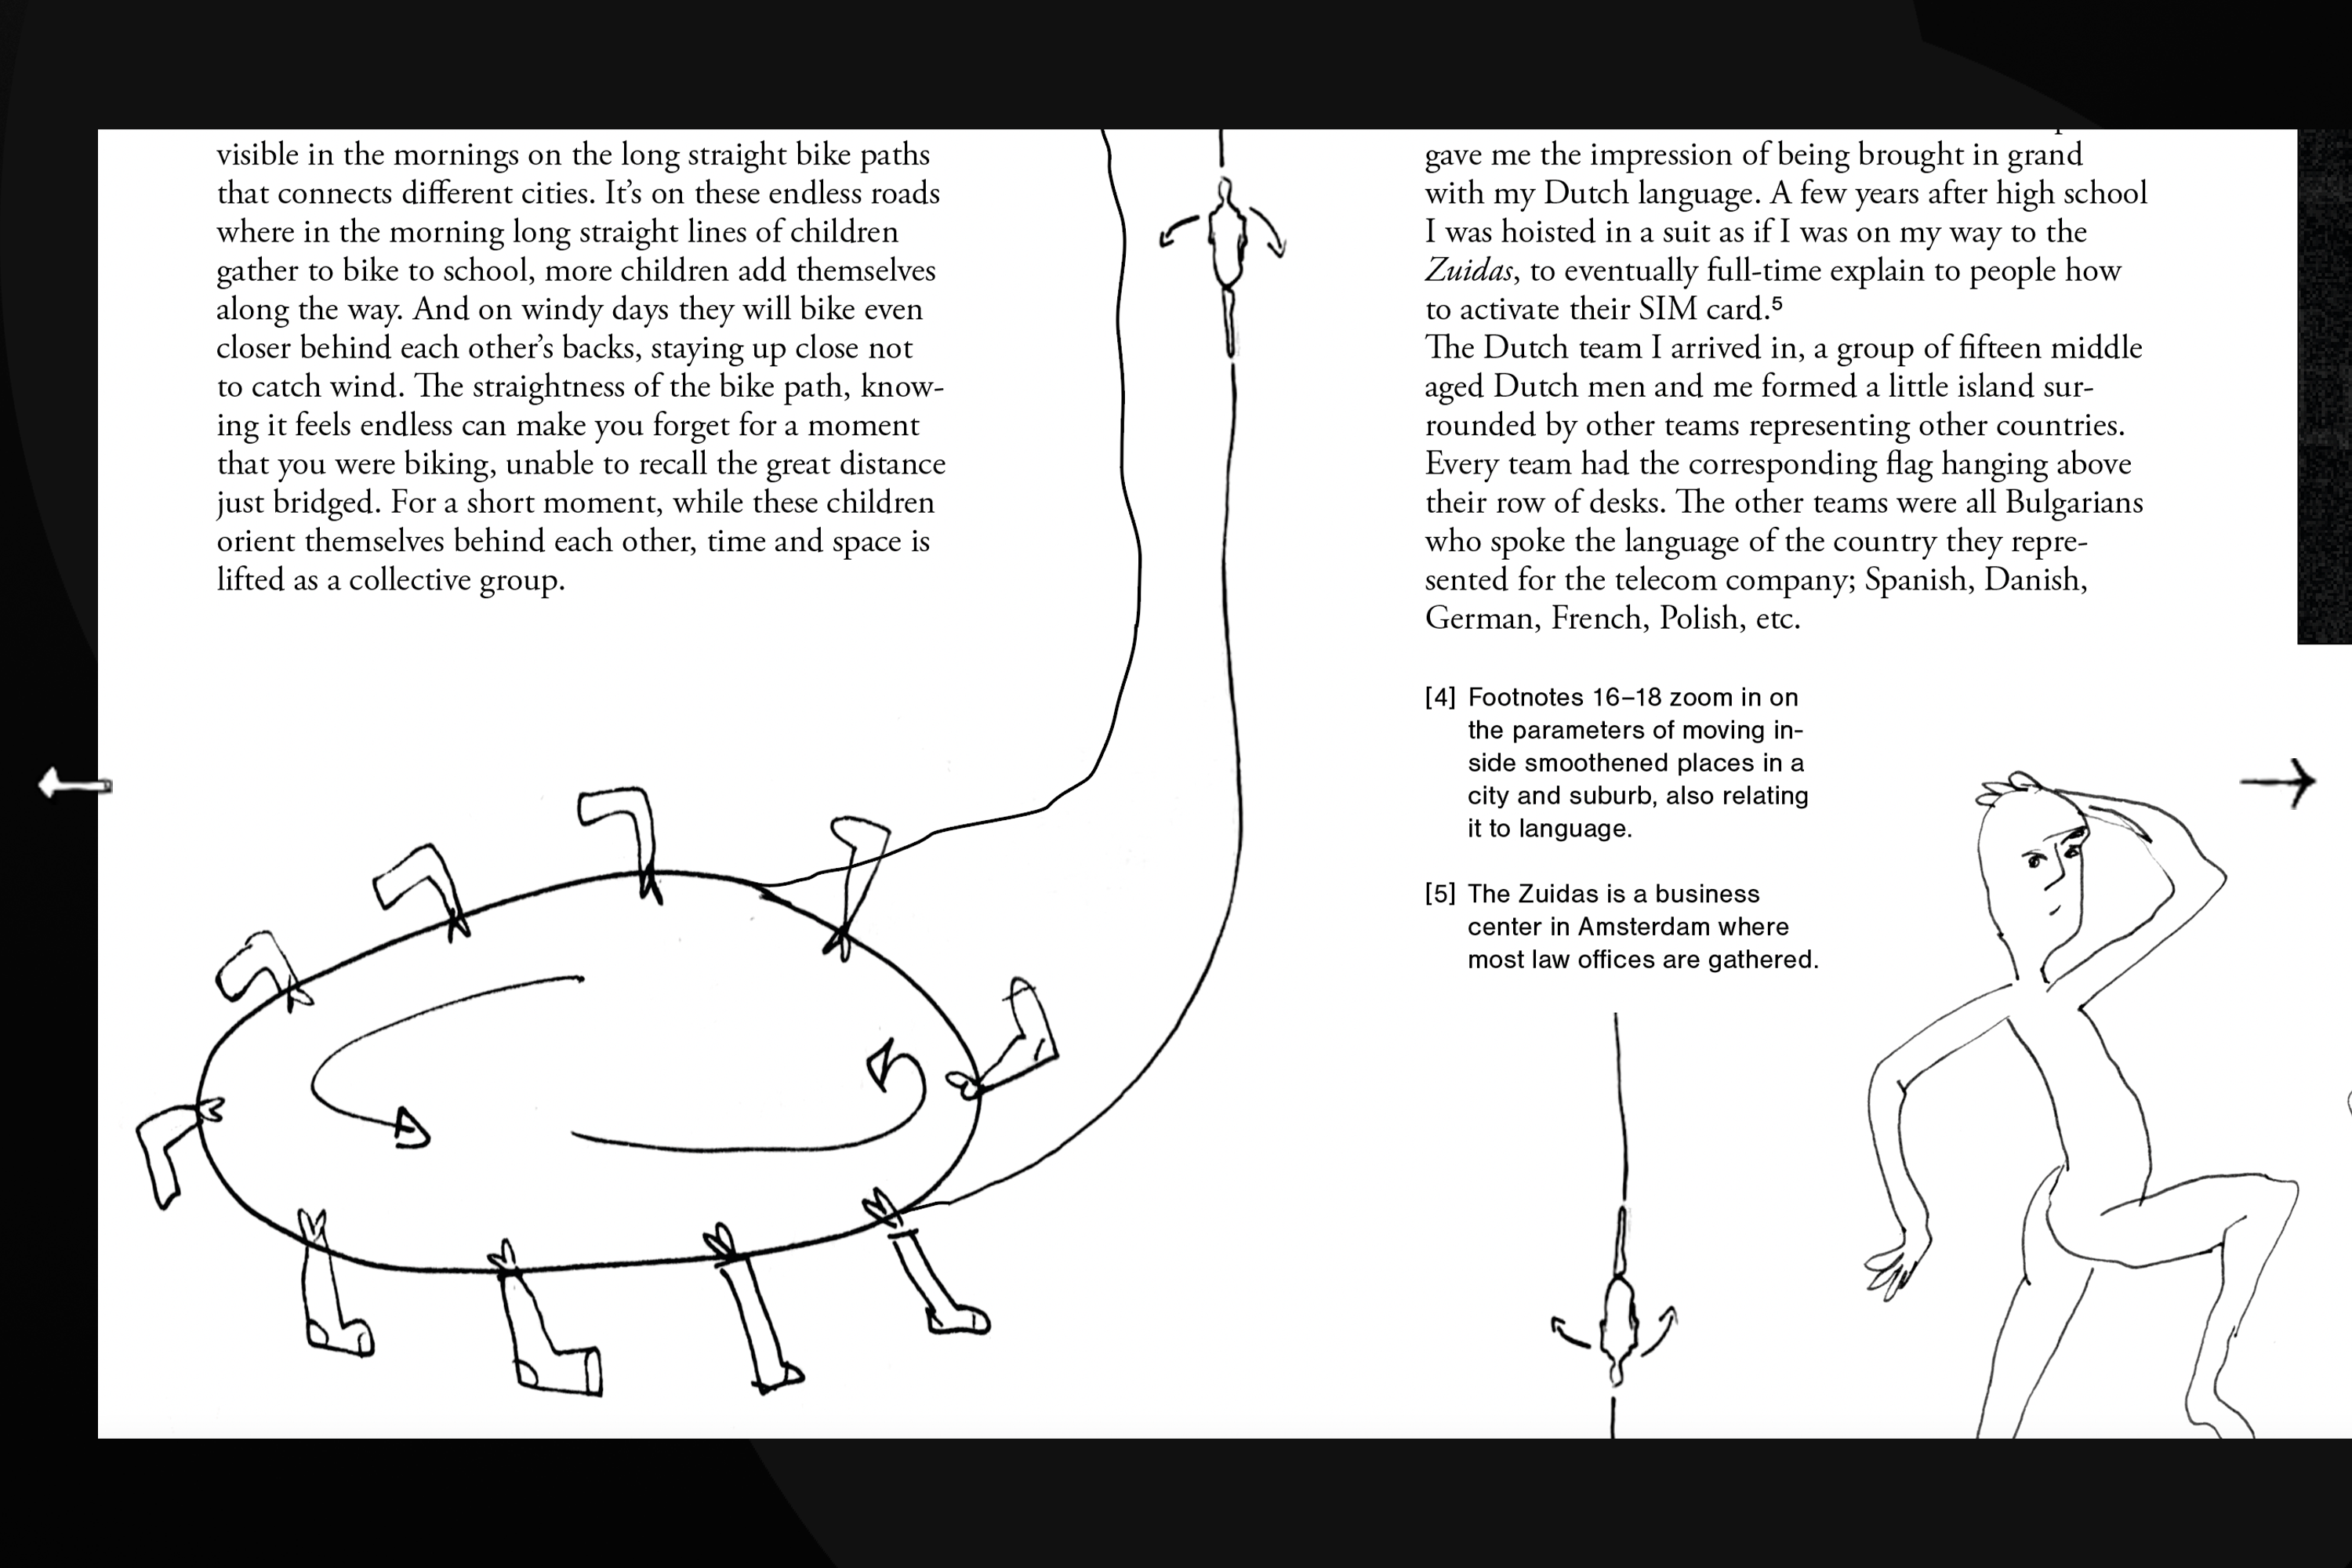 visible in the mornings on the long straight bike paths
that connects different cities. It’s on these endless roads
where in the morning long straight lines of children
gather to bike to school, more children add themselves
along the way. And on windy days they will bike even
closer behind each other’s backs, staying up close not
to catch wind. The straightness of the bike path, know-
ing it feels endless can make you forget for a moment
that you were biking, unable to recall the great distance
just bridged. For a short moment, while these children
orient themselves behind each other, time and space is
lifted as a collective group.
gave me the impression of being brought in grand
with my Dutch language. A few years after high school
I was hoisted in a suit as if I was on my way to the
Zuidas, to eventually full-time explain to people how
to activate their SIM card.⁵
The Dutch team I arrived in, a group of fifteen middle
aged Dutch men and me formed a little island sur-
rounded by other teams representing other countries.
Every team had the corresponding flag hanging above
their row of desks. The other teams were all Bulgarians
who spoke the language of the country they repre-
sented for the telecom company; Spanish, Danish,
German, French, Polish, etc.
[4] Footnotes 16–18 zoom in on
the parameters of moving in-
side smoothened places in a
city and suburb, also relating
it to language.
[5] The Zuidas is a business
center in Amsterdam where
most law offices are gathered.